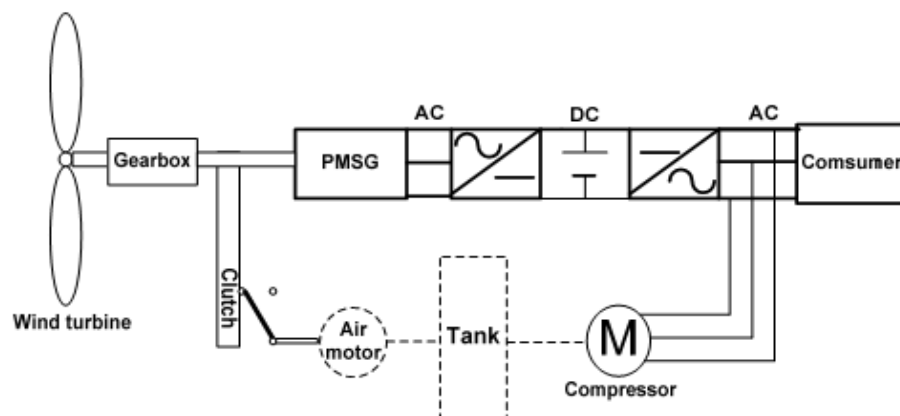 AC
DC
AC
Gearbox
PMSG
Comsumer
Clutch
Wind turbine
Air
motor
Tank
M
Compressor